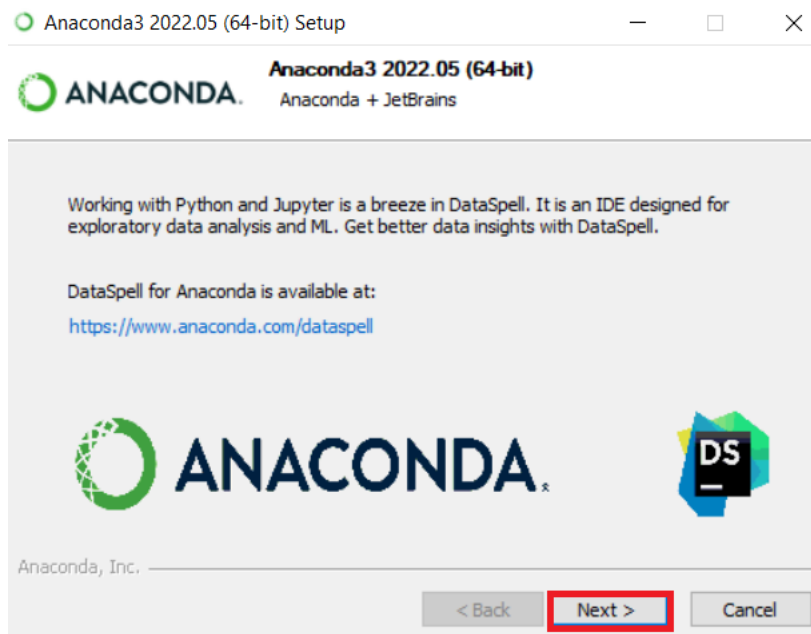 Anaconda3 2022.05 (64-bit) Setup
ANACONDA.
Anaconda3 2022.05 (64-bit)
Anaconda + JetBrains
Working with Python and Jupyter is a breeze in DataSpell. It is an IDE designed for
exploratory data analysis and ML. Get better data insights with DataSpell.
DataSpell for Anaconda is available at:
https://www.anaconda.com/dataspell
ANACONDA.
DS
Anaconda, Inc.
< Back Next > Cancel